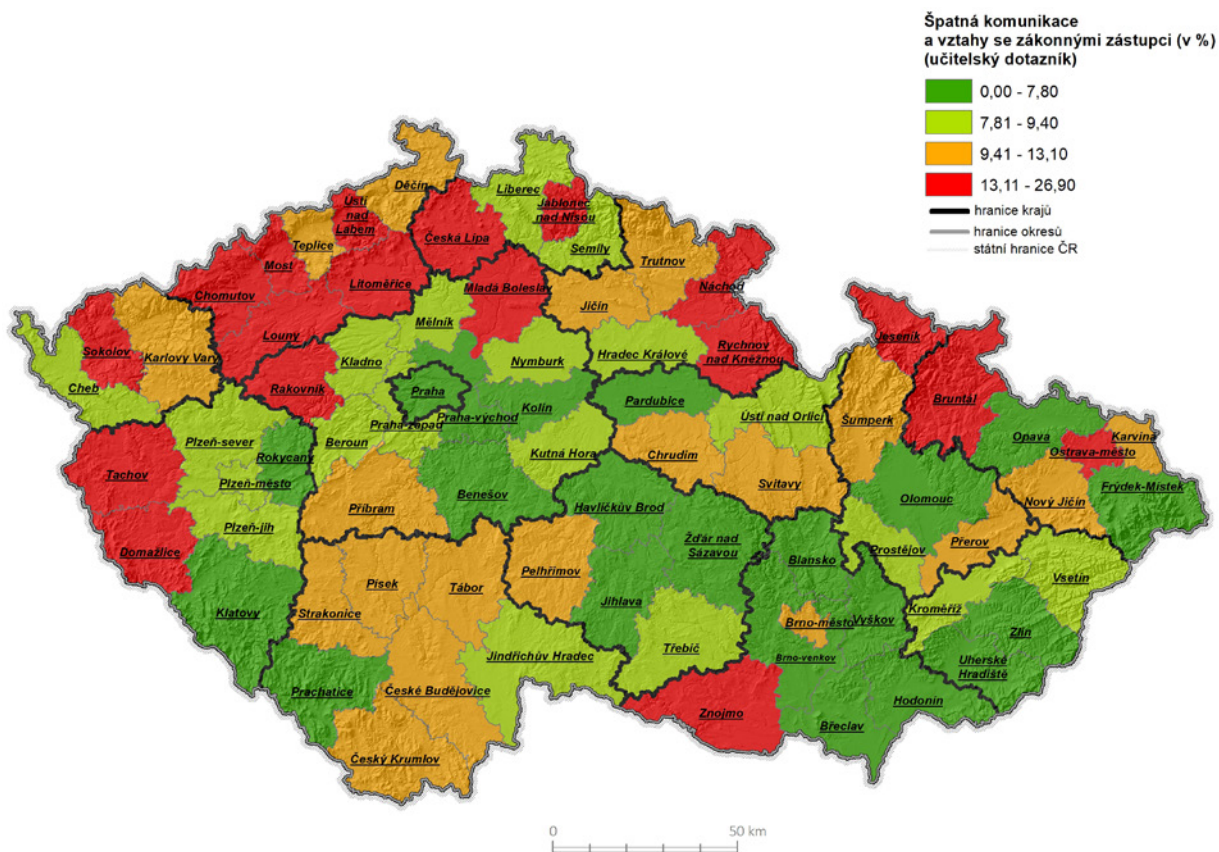 Špatná komunikace
a vztahy se zákonnými zástupci (v %)
(učitelský dotazník)
0,00 - 7,80
7,81 - 9,40
9,41 - 13,10
13,11 - 26,90
hranice krajů
hranice okresů
státní hranice ČR
Děčín
Liberec
Ústí
nad
Labem
Jablonec
nad Nisou
Teplice
Česká Lípa
Semily
Trutnov
Most
Chomutov
Litoměřice
Mladá Bolesla
Náchod
Jičín
Louny
Mělník
Sokolov
Karlovy Vary
Kladno
Nymburk
Hradec Králové
Rychnov
nad Kněžnou
Jeseník
Cheb
Rakovník
Praha
Kolín
Pardubice
Bruntál
Praha-východ
Ústí nad Orlicí
Šumperk
Plzeň-sever
Beroun
Praha-západ
Opava
Karviná
Rokycany
Kutná Hora
Chrudim
Ostrava-město
Tachov
Plzeň-město
Svitavy
Frýdek-Místek
Benešov
Olomouc
Nový Jičín
Příbram
Havlíčkův Brod
Plzeň-jih
Žďár nad
Sázavou
Prostějov
Přerov
Domažlice
Blansko
Vsetín
Pelhřimov
Písek
Tábor
Jihlava
Klatovy
Strakonice
Kroměříž
Brno-město
Vyškov
Zlín
Třebíč
Jindřichův Hradec
Brno-venkov
Uherské
Hradiště
Prachatice
České Budějovice
Hodonín
Znojmo
Břeclav
Český Krumlov
0
50 km